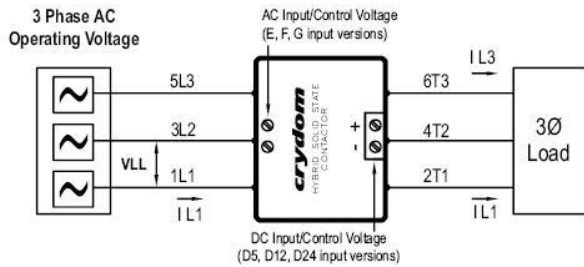 3 Phase AC
Operating Voltage
AC Input/Control Voltage
(E, F, G input versions)
5L3
3L2
VLL
1L1
IL1
crydom
HYBRID SOLID STATE
CONTACTOR
+
-
6T3
4T2
2T1
IL3
IL1
3Ø
Load
DC Input/Control Voltage
(D5, D12, D24 input versions)